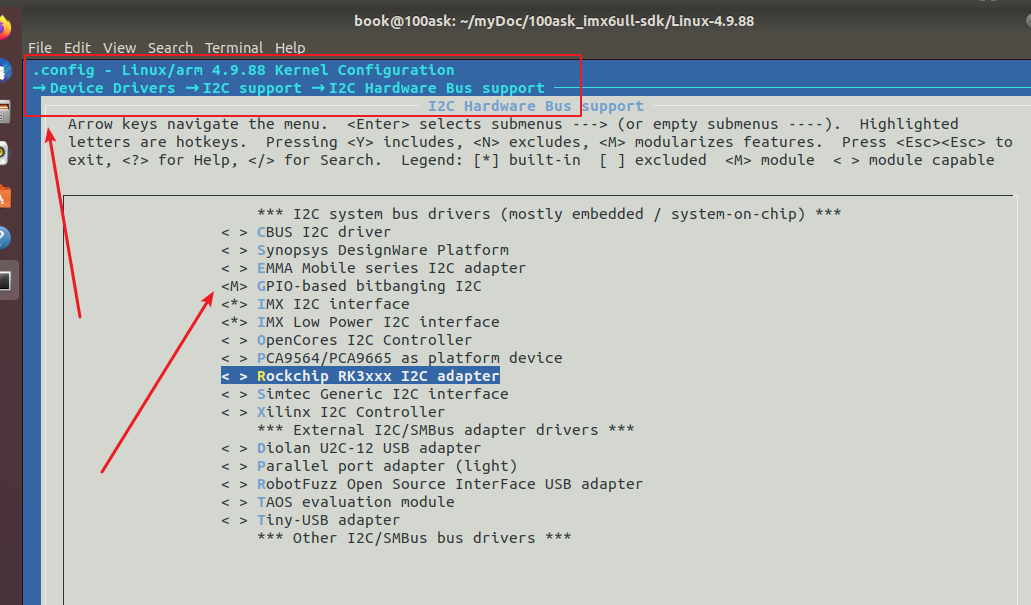 book@100ask: ~/myDoc/100ask_imx6ull-sdk/Linux-4.9.88
File Edit View Search Terminal Help
.config - Linux/arm 4.9.88 Kernel Configuration
→Device Drivers →I2C support →I2C Hardware Bus support
I2C Hardware Bus support
Arrow keys navigate the menu. <Enter> selects submenus ---> (or empty submenus ----). Highlighted
letters are hotkeys. Pressing <Y> includes, <N> excludes, <M> modularizes features. Press <Esc><Esc> to
exit, <?> for Help, </> for Search. Legend: [*] built-in [ ] excluded <M> module < > module capable
*** I2C system bus drivers (mostly embedded / system-on-chip) ***
< > CBUS I2C driver
< > Synopsys DesignWare Platform
< > EMMA Mobile series I2C adapter
<M> GPIO-based bitbanging I2C
<*> IMX I2C interface
<*> IMX Low Power I2C interface
< > OpenCores I2C Controller
< > PCA9564/PCA9665 as platform device
< > Rockchip RK3xxx I2C adapter
< > Simtec Generic I2C interface
< > Xilinx I2C Controller
*** External I2C/SMBus adapter drivers ***
< > Diolan U2C-12 USB adapter
< > Parallel port adapter (light)
< > RobotFuzz Open Source InterFace USB adapter
< > TAOS evaluation module
< > Tiny-USB adapter
*** Other I2C/SMBus bus drivers ***